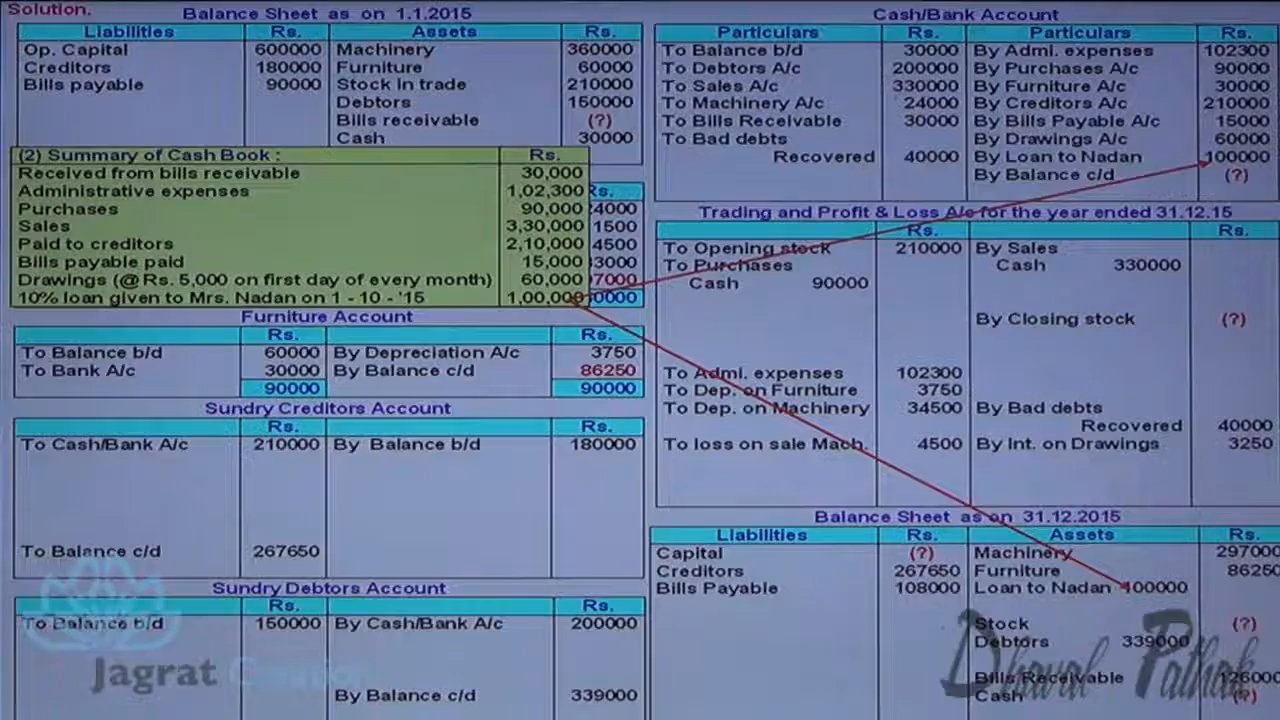 Solution.
Balance Sheet as on 1.1.2015
Liabilities Rs. Assets Rs.
Op. Capital 600000 Machinery 360000
Creditors 180000 Furniture 60000
Bills payable 90000 Stock in trade 210000
Debtors 150000
Bills receivable (?)
Cash 30000
(2) Summary of Cash Book : Rs.
Received from bills receivable 30,000
Administrative expenses 1,02,300
Purchases 90,000
Sales 3,30,000
Paid to creditors 2,10,000
Bills payable paid 15,000
Drawings (@ Rs. 5,000 on first day of every month) 60,000
10% loan given to Mrs. Nadan on 1 - 10 - '15 1,00,000
Rs.
4000
1500
4500
3000
7000
0000
Furniture Account
Rs. Rs.
To Balance b/d 60000 By Depreciation A/c 3750
To Bank A/c 30000 By Balance c/d 86250
90000 90000
Sundry Creditors Account
Rs. Rs.
To Cash/Bank A/c 210000 By Balance b/d 180000
To Balance c/d 267650
Sundry Debtors Account
Rs. Rs.
To Balance b/d 150000 By Cash/Bank A/c 200000
By Balance c/d 339000
Cash/Bank Account
Particulars Rs. Particulars Rs.
To Balance b/d 30000 By Admi. expenses 102300
To Debtors A/c 200000 By Purchases A/c 90000
To Sales A/c 330000 By Furniture A/c 30000
To Machinery A/c 24000 By Creditors A/c 210000
To Bills Receivable 30000 By Bills Payable A/c 15000
To Bad debts By Drawings A/c 60000
Recovered 40000 By Loan to Nadan 100000
By Balance c/d (?)
Trading and Profit & Loss A/c for the year ended 31.12.15
Rs. Rs.
To Opening stock 210000 By Sales
To Purchases Cash 330000
Cash 90000
By Closing stock (?)
To Admi. expenses 102300
To Dep. on Furniture 3750
To Dep. on Machinery 34500 By Bad debts
Recovered 40000
To loss on sale Mach. 4500 By Int. on Drawings 3250
Balance Sheet as on 31.12.2015
Liabilities Rs. Assets Rs.
Capital (?) Machinery 297000
Creditors 267650 Furniture 86250
Bills Payable 108000 Loan to Nadan 100000
Stock (?)
Debtors 339000
Bills Receivable 126000
Cash (?)
Jagrat Creation
Dhaval Pathak